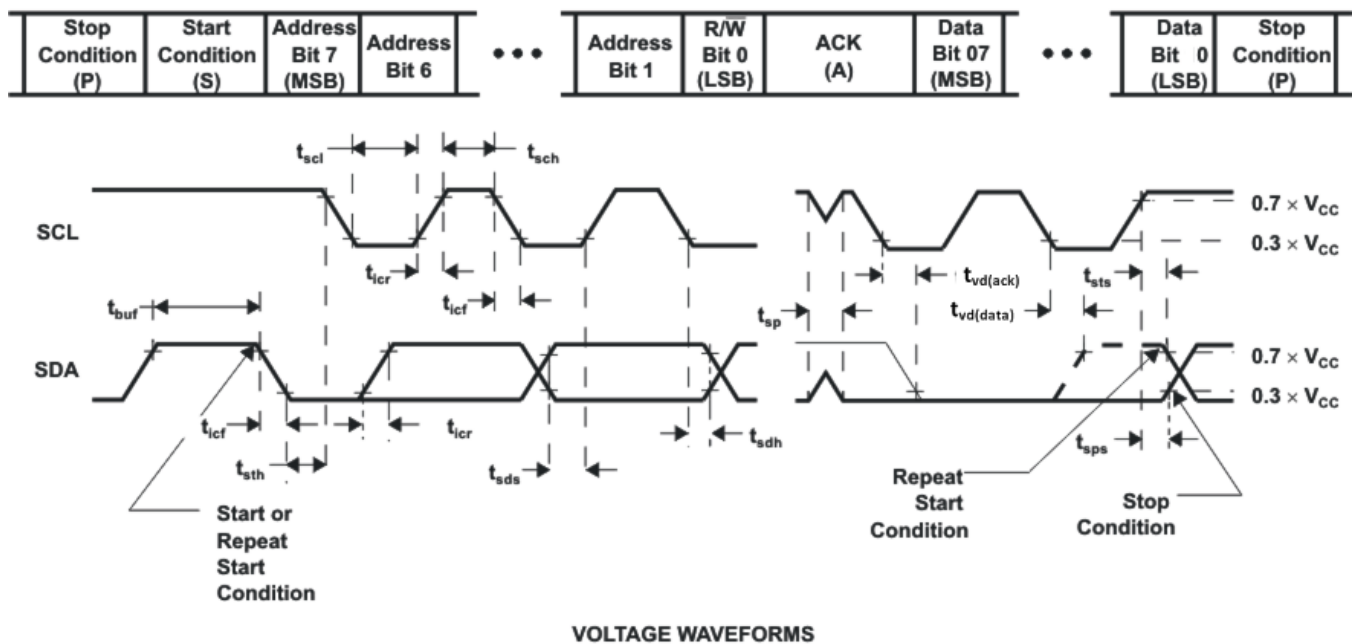 Stop
Condition
(P)
Start
Condition
(S)
Address
Bit 7
(MSB)
Address
Bit 6
•••
Address
Bit 1
R/W̅
Bit 0
(LSB)
ACK
(A)
Data
Bit 07
(MSB)
•••
Data
Bit 0
(LSB)
Stop
Condition
(P)
tscl
tsch
SCL
0.7 × VCC
0.3 × VCC
ticr
tvd(ack)
tsts
tbuf
ticf
tsp
tvd(data)
SDA
0.7 × VCC
0.3 × VCC
ticf
ticr
tsdh
tsps
tsth
tsds
Repeat
Start
Condition
Stop
Condition
Start or
Repeat
Start
Condition
VOLTAGE WAVEFORMS